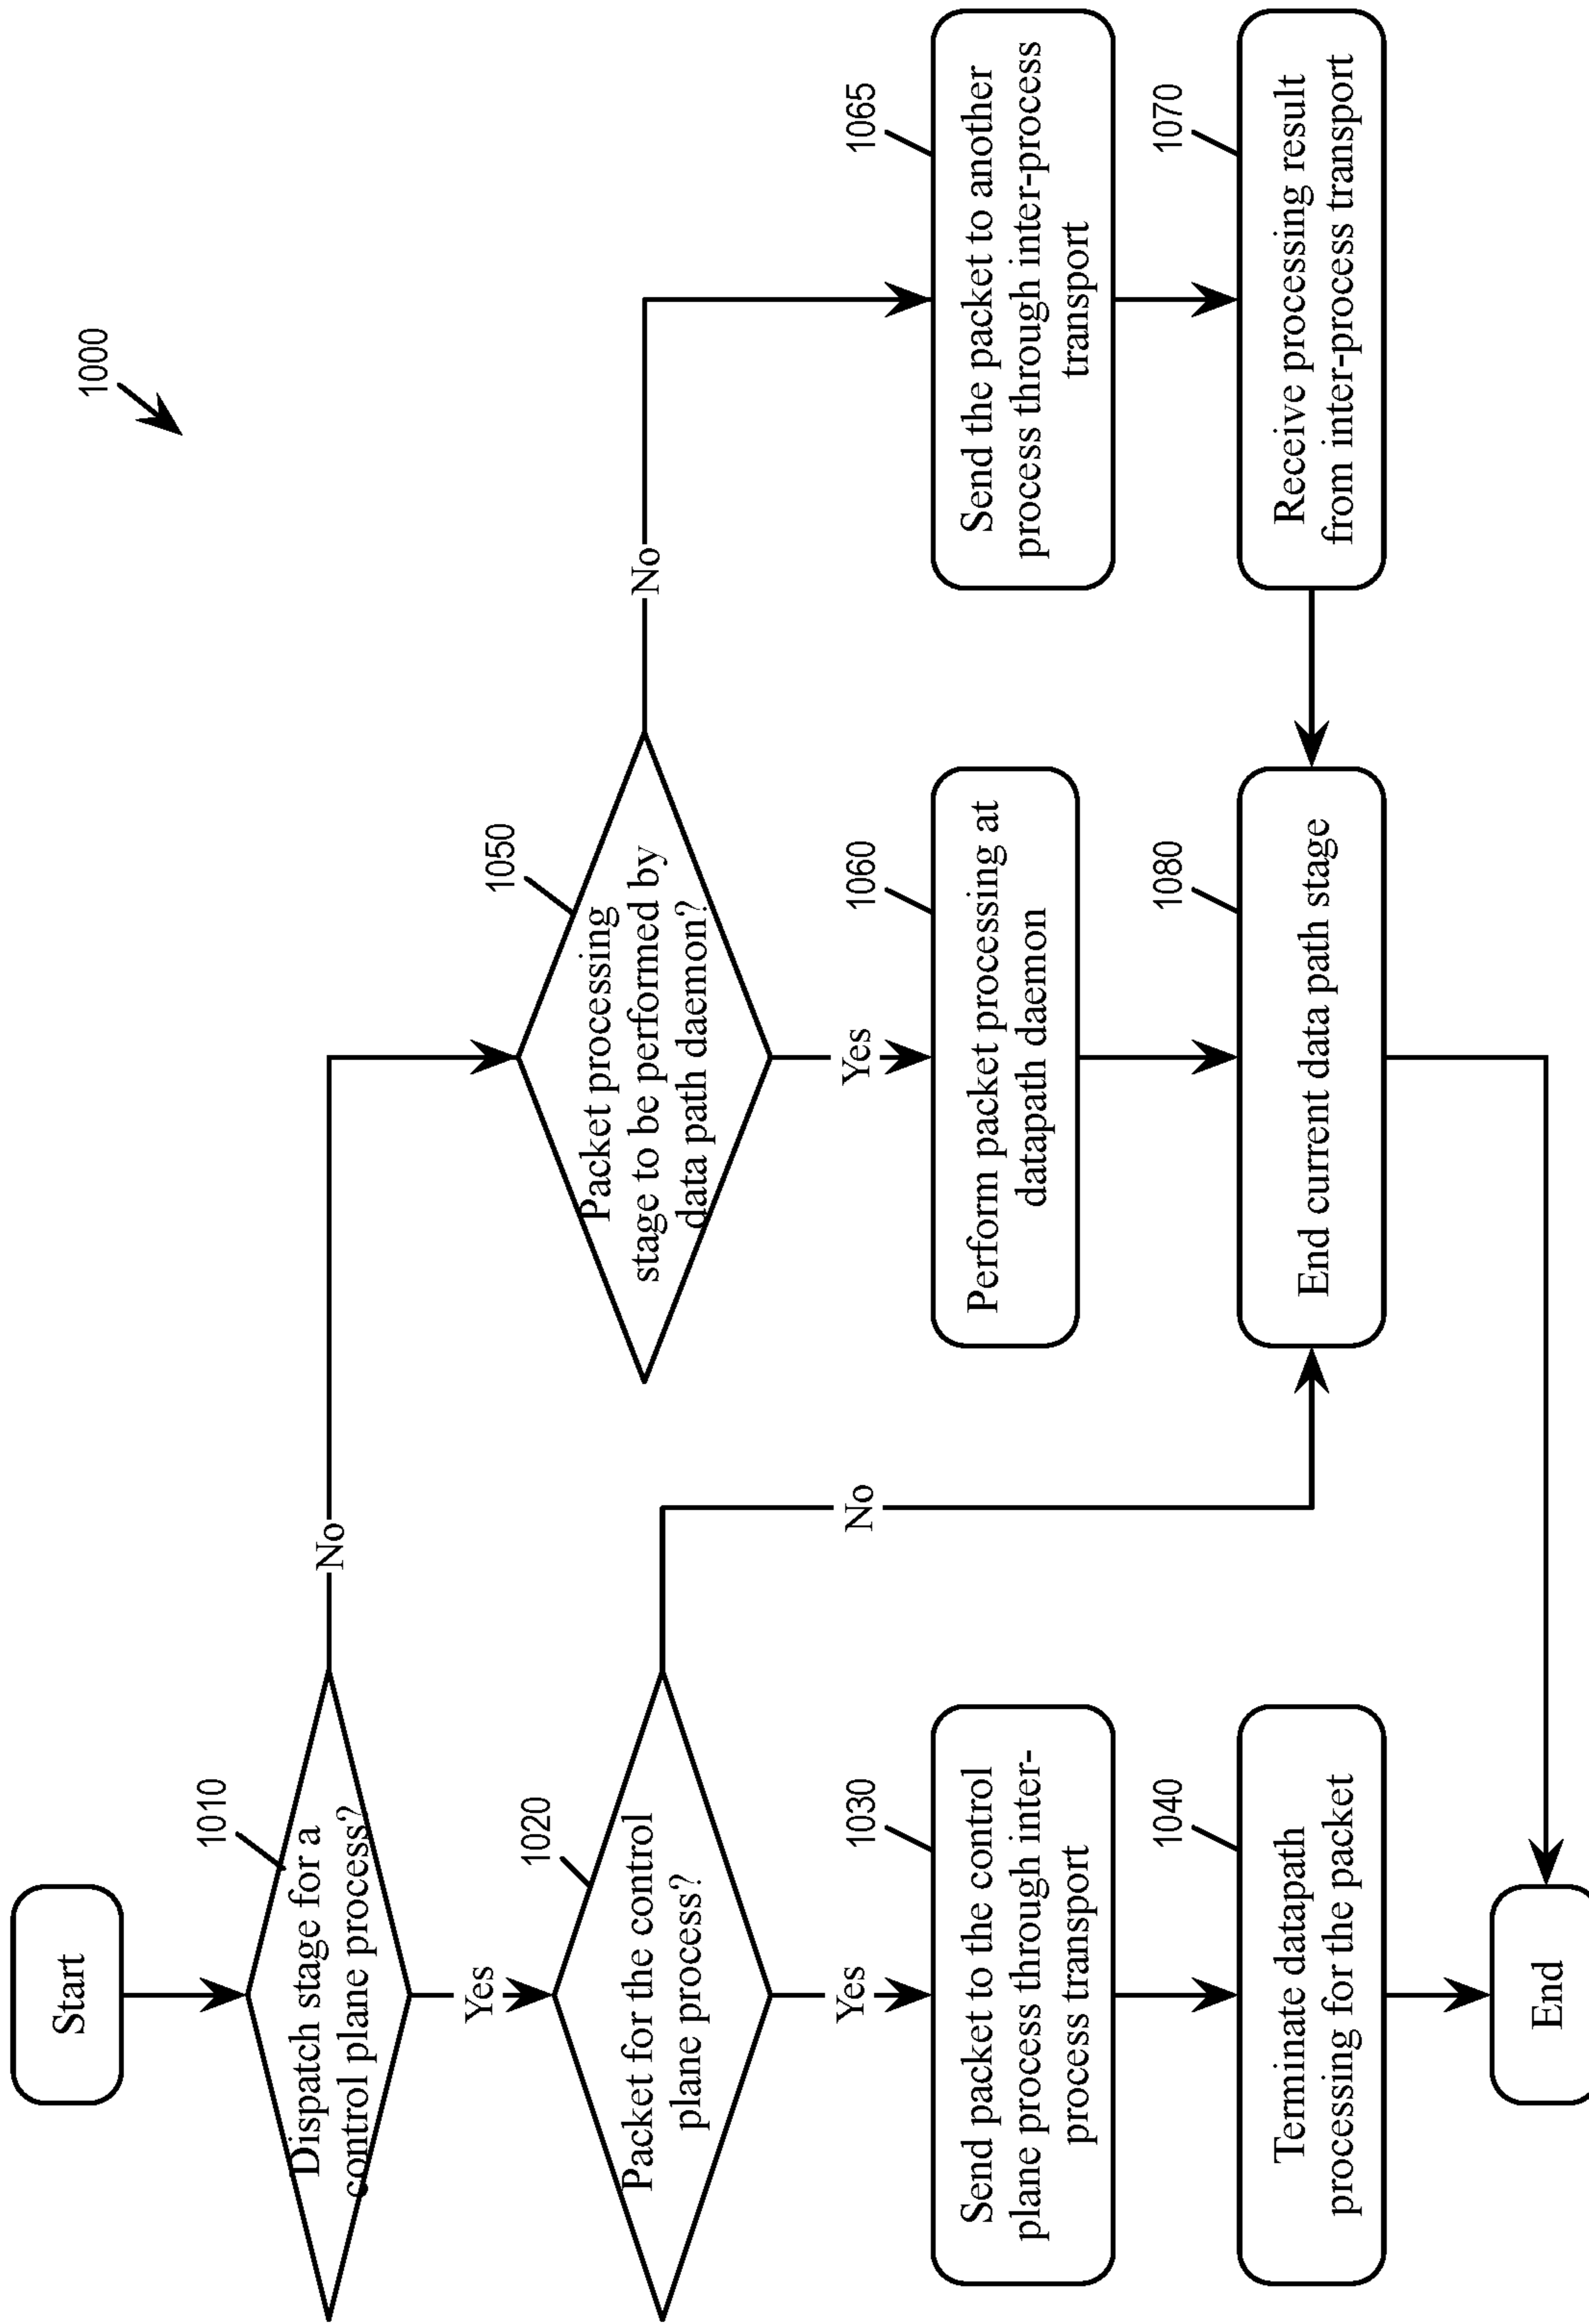 1000
Start
1010
Dispatch stage for a
control plane process?
No
Yes
1020
Packet for the control
plane process?
No
Yes
1030
Send packet to the control
plane process through inter-
process transport
1040
Terminate datapath
processing for the packet
1050
Packet processing
stage to be performed by
data path daemon?
No
Yes
1060
Perform packet processing at
datapath daemon
1065
Send the packet to another
process through inter-process
transport
1070
Receive processing result
from inter-process transport
1080
End current data path stage
End